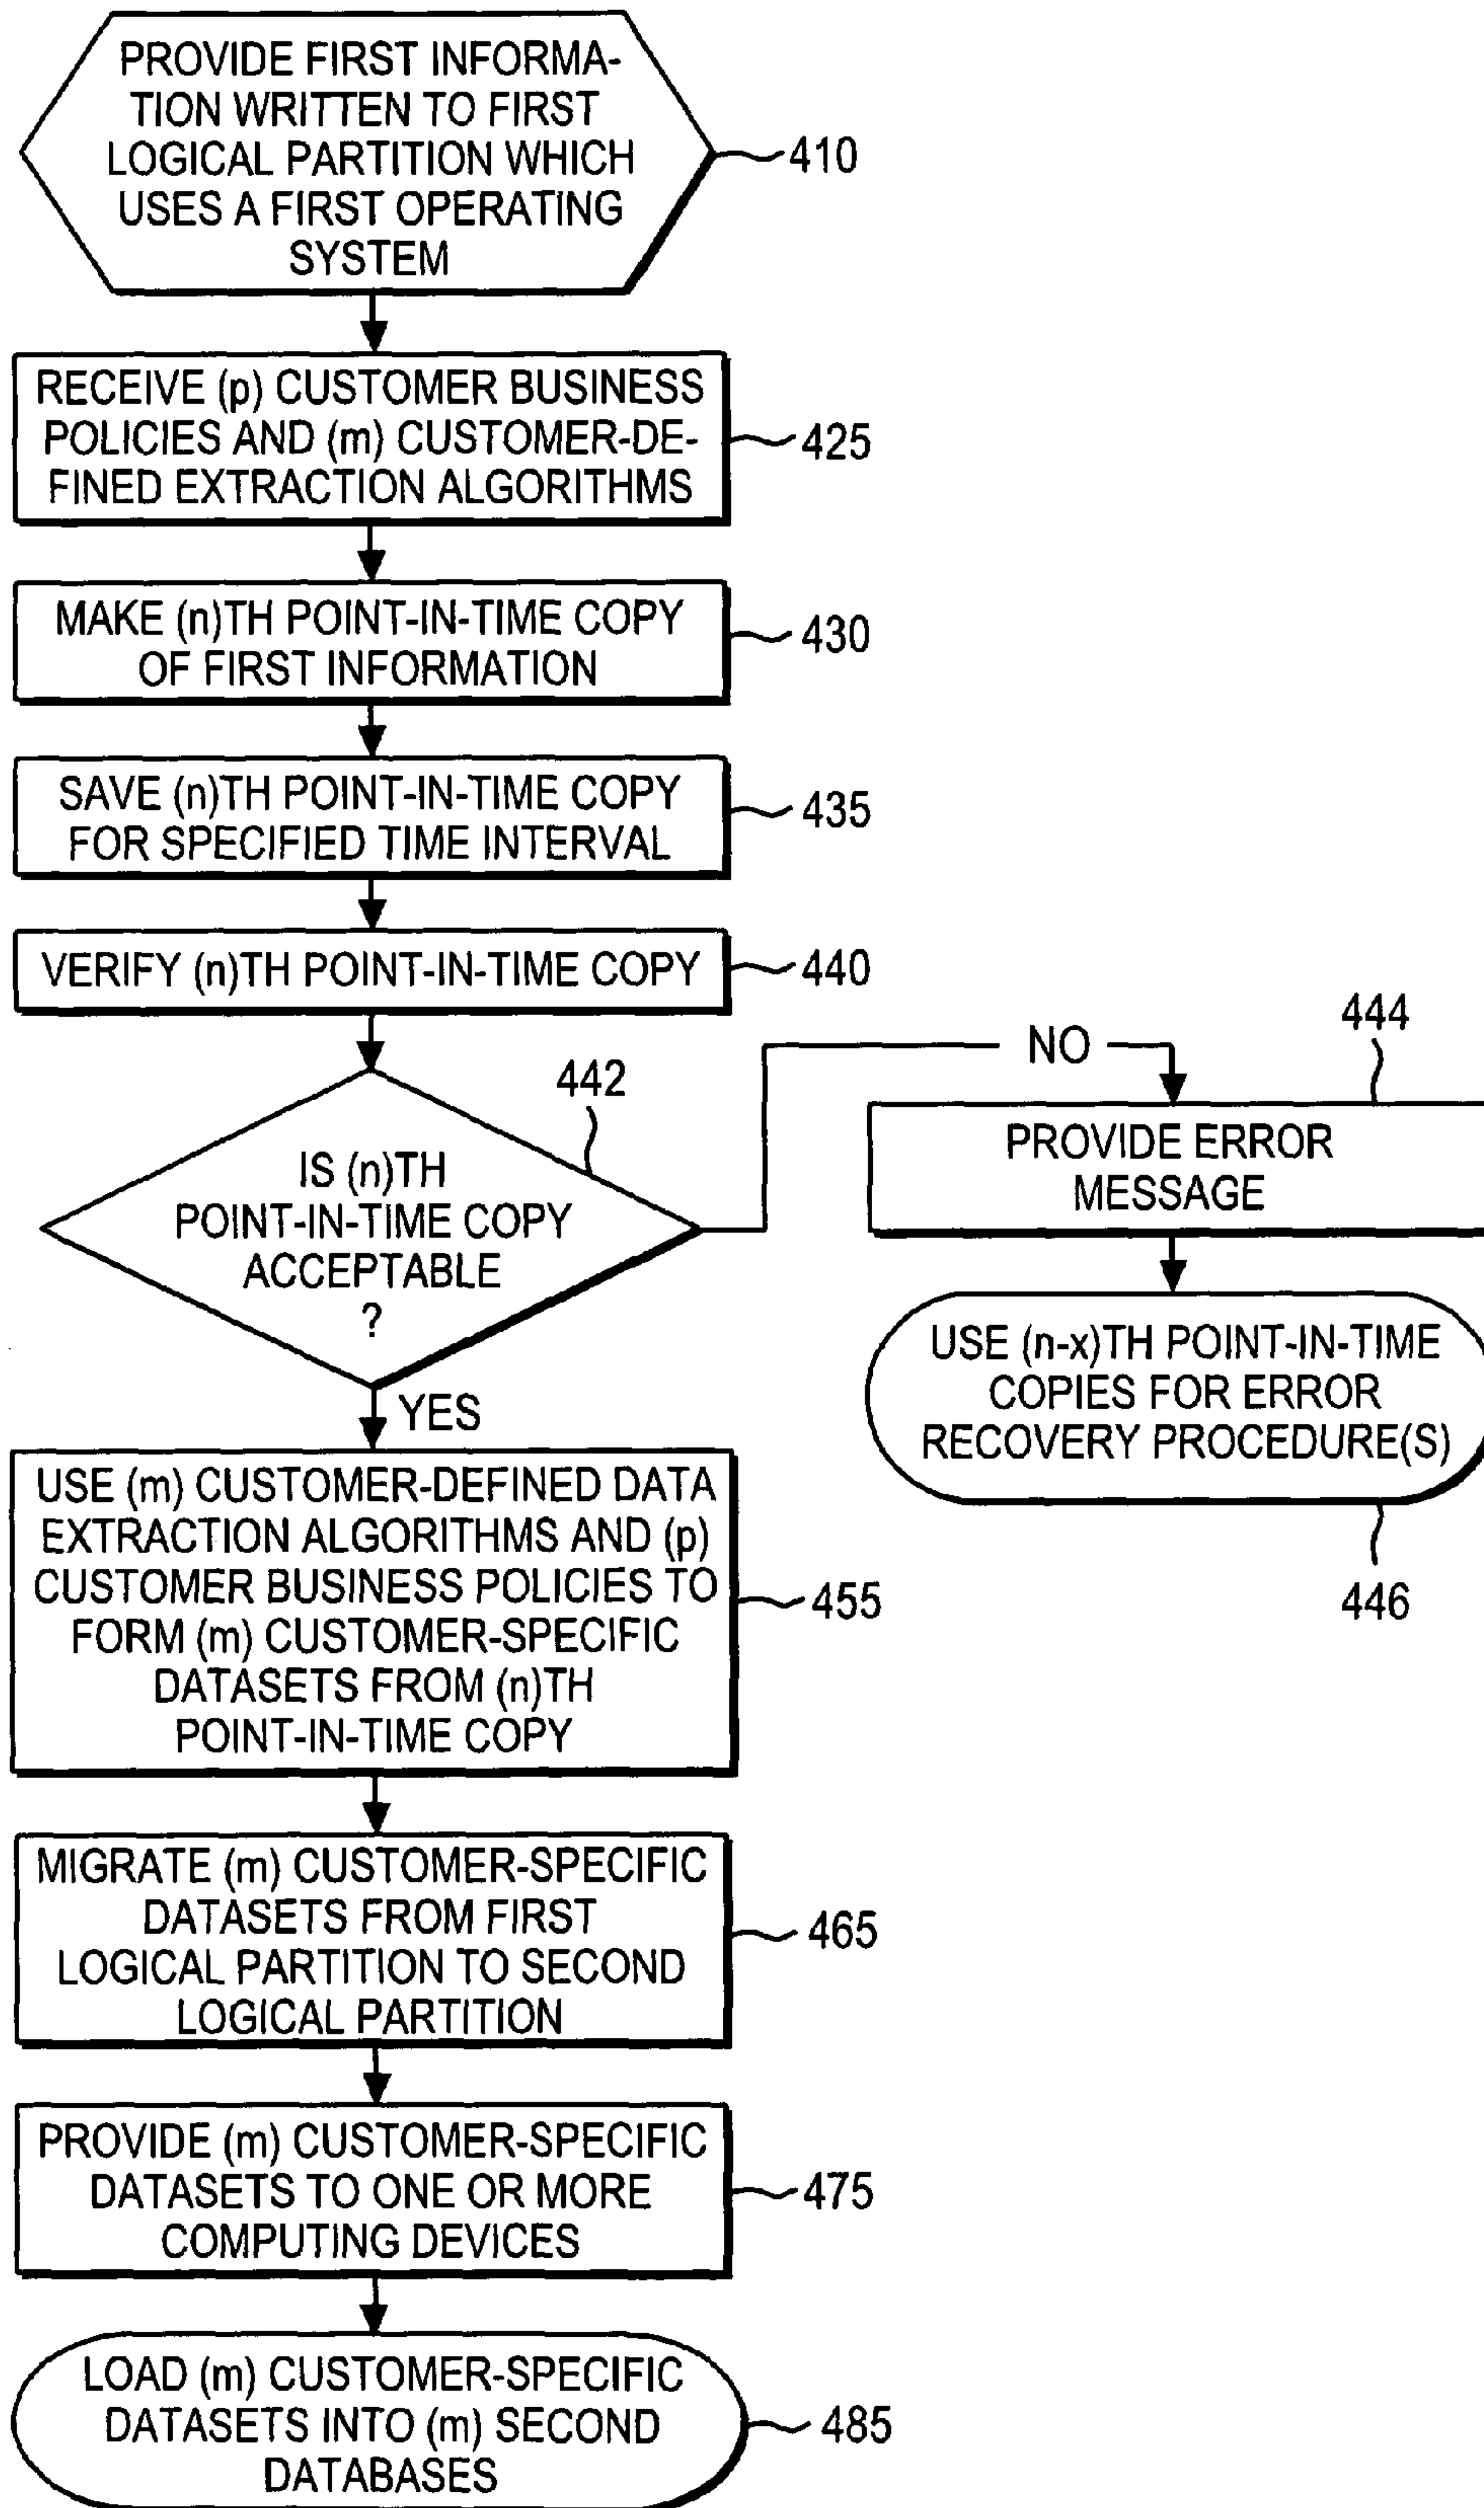 PROVIDE FIRST INFORMA-
TION WRITTEN TO FIRST
LOGICAL PARTITION WHICH
USES A FIRST OPERATING
SYSTEM
410
RECEIVE (p) CUSTOMER BUSINESS
POLICIES AND (m) CUSTOMER-DE-
FINED EXTRACTION ALGORITHMS
425
MAKE (n)TH POINT-IN-TIME COPY
OF FIRST INFORMATION
430
SAVE (n)TH POINT-IN-TIME COPY
FOR SPECIFIED TIME INTERVAL
435
VERIFY (n)TH POINT-IN-TIME COPY
440
442
IS (n)TH
POINT-IN-TIME COPY
ACCEPTABLE
?
NO
444
PROVIDE ERROR
MESSAGE
USE (n-x)TH POINT-IN-TIME
COPIES FOR ERROR
RECOVERY PROCEDURE(S)
446
YES
USE (m) CUSTOMER-DEFINED DATA
EXTRACTION ALGORITHMS AND (p)
CUSTOMER BUSINESS POLICIES TO
FORM (m) CUSTOMER-SPECIFIC
DATASETS FROM (n)TH
POINT-IN-TIME COPY
455
MIGRATE (m) CUSTOMER-SPECIFIC
DATASETS FROM FIRST
LOGICAL PARTITION TO SECOND
LOGICAL PARTITION
465
PROVIDE (m) CUSTOMER-SPECIFIC
DATASETS TO ONE OR MORE
COMPUTING DEVICES
475
LOAD (m) CUSTOMER-SPECIFIC
DATASETS INTO (m) SECOND
DATABASES
485